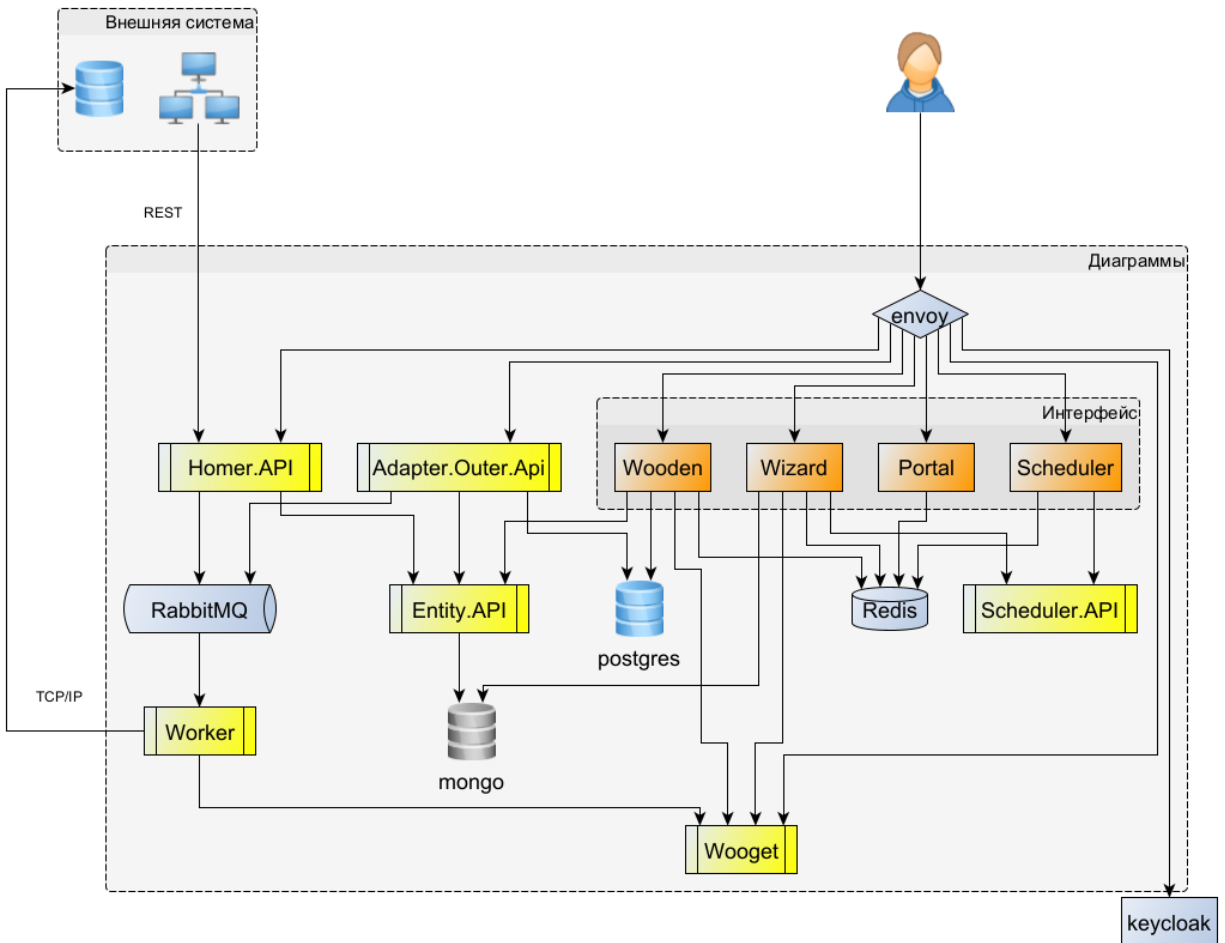 Внешняя система
REST
Диаграммы
envoy
Интерфейс
Homer.API
Adapter.Outer.Api
Wooden
Wizard
Portal
Scheduler
RabbitMQ
Entity.API
postgres
Redis
Scheduler.API
TCP/IP
Worker
mongo
Wooget
keycloak